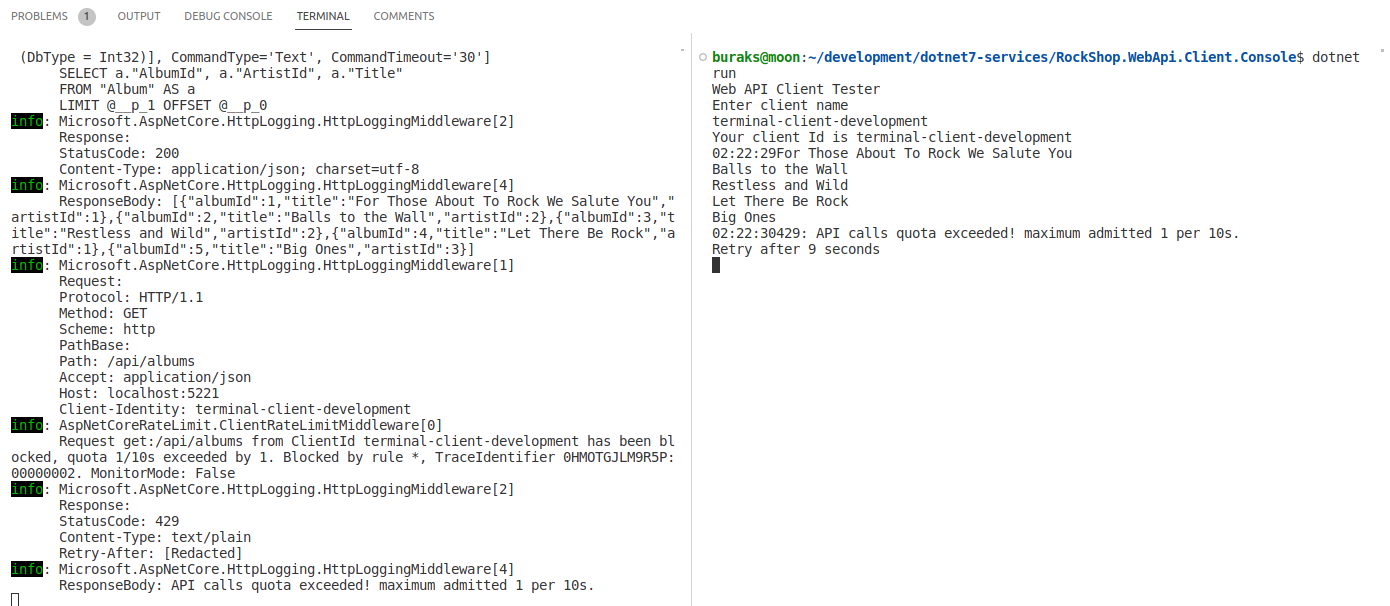 PROBLEMS 1 OUTPUT DEBUG CONSOLE TERMINAL COMMENTS
(DbType = Int32)], CommandType='Text', CommandTimeout='30']
SELECT a."AlbumId", a."ArtistId", a."Title"
FROM "Album" AS a
LIMIT @__p_1 OFFSET @__p_0
info: Microsoft.AspNetCore.HttpLogging.HttpLoggingMiddleware[2]
Response:
StatusCode: 200
Content-Type: application/json; charset=utf-8
info: Microsoft.AspNetCore.HttpLogging.HttpLoggingMiddleware[4]
ResponseBody: [{"albumId":1,"title":"For Those About To Rock We Salute You","
artistId":1},{"albumId":2,"title":"Balls to the Wall","artistId":2},{"albumId":3,"t
itle":"Restless and Wild","artistId":2},{"albumId":4,"title":"Let There Be Rock","a
rtistId":1},{"albumId":5,"title":"Big Ones","artistId":3}]
info: Microsoft.AspNetCore.HttpLogging.HttpLoggingMiddleware[1]
Request:
Protocol: HTTP/1.1
Method: GET
Scheme: http
PathBase:
Path: /api/albums
Accept: application/json
Host: localhost:5221
Client-Identity: terminal-client-development
info: AspNetCoreRateLimit.ClientRateLimitMiddleware[0]
Request get:/api/albums from ClientId terminal-client-development has been bl
ocked, quota 1/10s exceeded by 1. Blocked by rule *, TraceIdentifier 0HMOTGJLM9R5P:
00000002. MonitorMode: False
info: Microsoft.AspNetCore.HttpLogging.HttpLoggingMiddleware[2]
Response:
StatusCode: 429
Content-Type: text/plain
Retry-After: [Redacted]
info: Microsoft.AspNetCore.HttpLogging.HttpLoggingMiddleware[4]
ResponseBody: API calls quota exceeded! maximum admitted 1 per 10s.
buraks@moon:~/development/dotnet7-services/RockShop.WebApi.Client.Console$ dotnet
run
Web API Client Tester
Enter client name
terminal-client-development
Your client Id is terminal-client-development
02:22:29For Those About To Rock We Salute You
Balls to the Wall
Restless and Wild
Let There Be Rock
Big Ones
02:22:30429: API calls quota exceeded! maximum admitted 1 per 10s.
Retry after 9 seconds